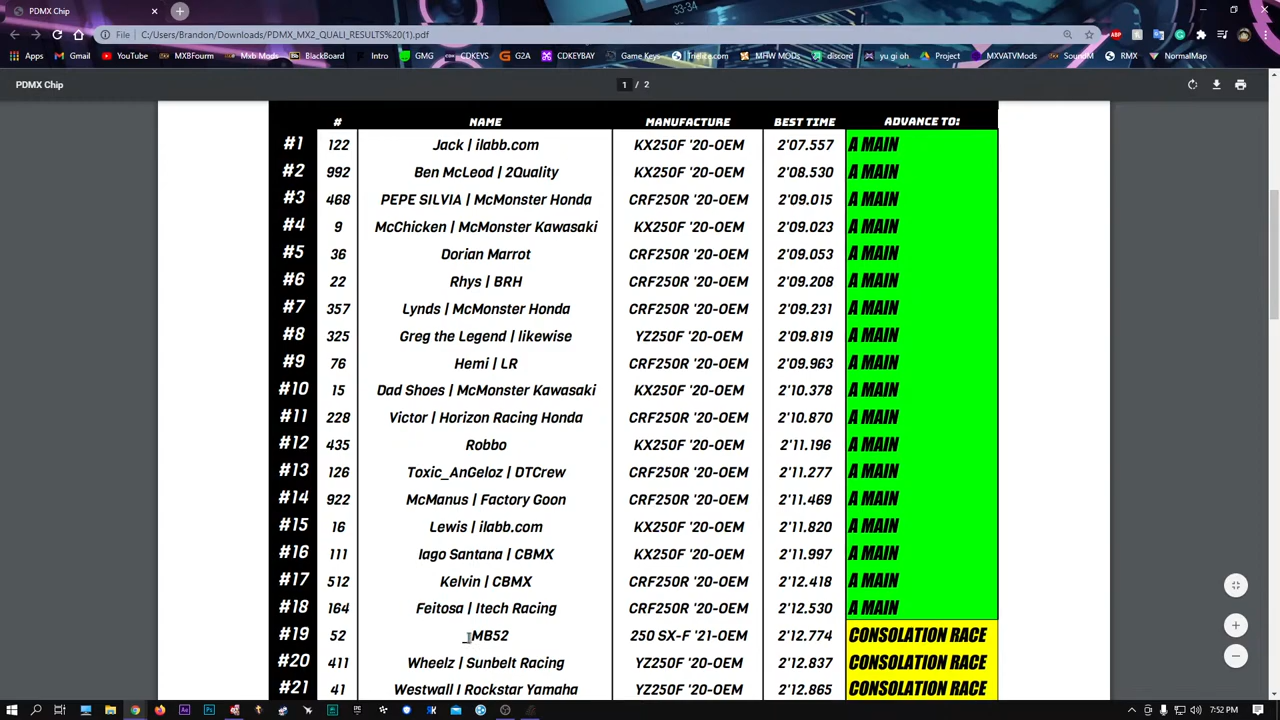 PDMX Chip
33-34
File | C:/Users/Brandon/Downloads/PDMX_MX2_QUALI_RESULTS%20(1).pdf
Apps Gmail YouTube MX8Fourm Mxb Mods BlackBoard Intro GMG CDKEYS G2A CDKEYBAY Game Keys MHW MODs discord yu gi oh Project MXVATVMods SoundM RMX NormalMap
PDMX Chip 1 / 2
# NAME MANUFACTURE BEST TIME ADVANCE TO:
#1 122 Jack | ilabb.com KX250F '20-OEM 2'07.557 A MAIN
#2 992 Ben McLeod | 2Quality KX250F '20-OEM 2'08.530 A MAIN
#3 468 PEPE SILVIA | McMonster Honda CRF250R '20-OEM 2'09.015 A MAIN
#4 9 McChicken | McMonster Kawasaki KX250F '20-OEM 2'09.023 A MAIN
#5 36 Dorian Marrot CRF250R '20-OEM 2'09.053 A MAIN
#6 22 Rhys | BRH CRF250R '20-OEM 2'09.208 A MAIN
#7 357 Lynds | McMonster Honda CRF250R '20-OEM 2'09.231 A MAIN
#8 325 Greg the Legend | likewise YZ250F '20-OEM 2'09.819 A MAIN
#9 76 Hemi | LR CRF250R '20-OEM 2'09.963 A MAIN
#10 15 Dad Shoes | McMonster Kawasaki KX250F '20-OEM 2'10.378 A MAIN
#11 228 Victor | Horizon Racing Honda CRF250R '20-OEM 2'10.870 A MAIN
#12 435 Robbo KX250F '20-OEM 2'11.196 A MAIN
#13 126 Toxic_AnGeloz | DTCrew CRF250R '20-OEM 2'11.277 A MAIN
#14 922 McManus | Factory Goon CRF250R '20-OEM 2'11.469 A MAIN
#15 16 Lewis | ilabb.com KX250F '20-OEM 2'11.820 A MAIN
#16 111 Iago Santana | CBMX KX250F '20-OEM 2'11.997 A MAIN
#17 512 Kelvin | CBMX CRF250R '20-OEM 2'12.418 A MAIN
#18 164 Feitosa | Itech Racing CRF250R '20-OEM 2'12.530 A MAIN
#19 52 _MB52 250 SX-F '21-OEM 2'12.774 CONSOLATION RACE
#20 411 Wheelz | Sunbelt Racing YZ250F '20-OEM 2'12.837 CONSOLATION RACE
#21 41 Westwall I Rockstar Yamaha YZ250F '20-OEM 2'12.865 CONSOLATION RACE
7:52 PM